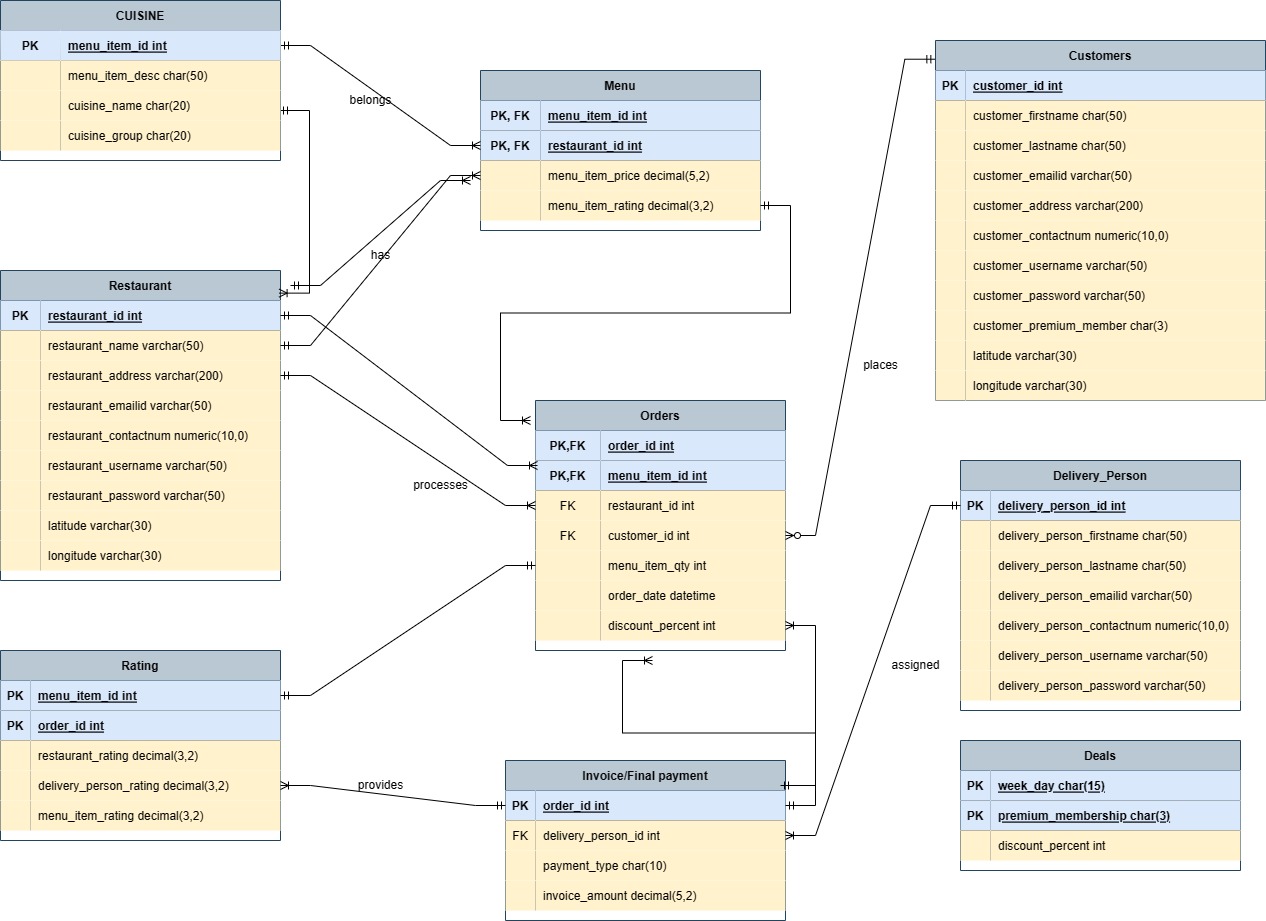 CUISINE
PK menu_item_id int
menu_item_desc char(50)
cuisine_name char(20)
cuisine_group char(20)
belongs
Menu
PK, FK menu_item_id int
PK, FK restaurant_id int
menu_item_price decimal(5,2)
menu_item_rating decimal(3,2)
Customers
PK customer_id int
customer_firstname char(50)
customer_lastname char(50)
customer_emailid varchar(50)
customer_address varchar(200)
customer_contactnum numeric(10,0)
customer_username varchar(50)
customer_password varchar(50)
customer_premium_member char(3)
latitude varchar(30)
longitude varchar(30)
has
Restaurant
PK restaurant_id int
restaurant_name varchar(50)
restaurant_address varchar(200)
restaurant_emailid varchar(50)
restaurant_contactnum numeric(10,0)
restaurant_username varchar(50)
restaurant_password varchar(50)
latitude varchar(30)
longitude varchar(30)
places
processes
Orders
PK,FK order_id int
PK,FK menu_item_id int
FK restaurant_id int
FK customer_id int
menu_item_qty int
order_date datetime
discount_percent int
Delivery_Person
PK delivery_person_id int
delivery_person_firstname char(50)
delivery_person_lastname char(50)
delivery_person_emailid varchar(50)
delivery_person_contactnum numeric(10,0)
delivery_person_username varchar(50)
delivery_person_password varchar(50)
assigned
Rating
PK menu_item_id int
PK order_id int
restaurant_rating decimal(3,2)
delivery_person_rating decimal(3,2)
menu_item_rating decimal(3,2)
provides
Invoice/Final payment
PK order_id int
FK delivery_person_id int
payment_type char(10)
invoice_amount decimal(5,2)
Deals
PK week_day char(15)
PK premium_membership char(3)
discount_percent int